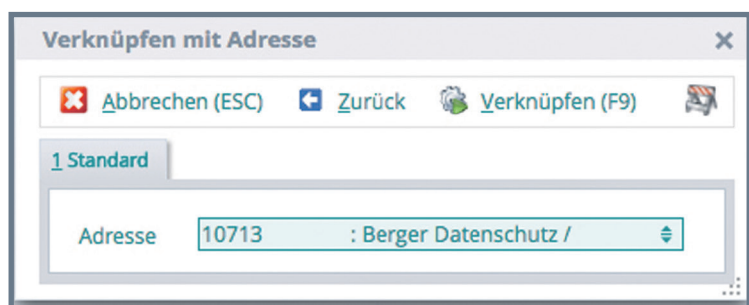 Verknüpfen mit Adresse
Abbrechen (ESC) Zurück Verknüpfen (F9)
1 Standard
Adresse 10713 : Berger Datenschutz /